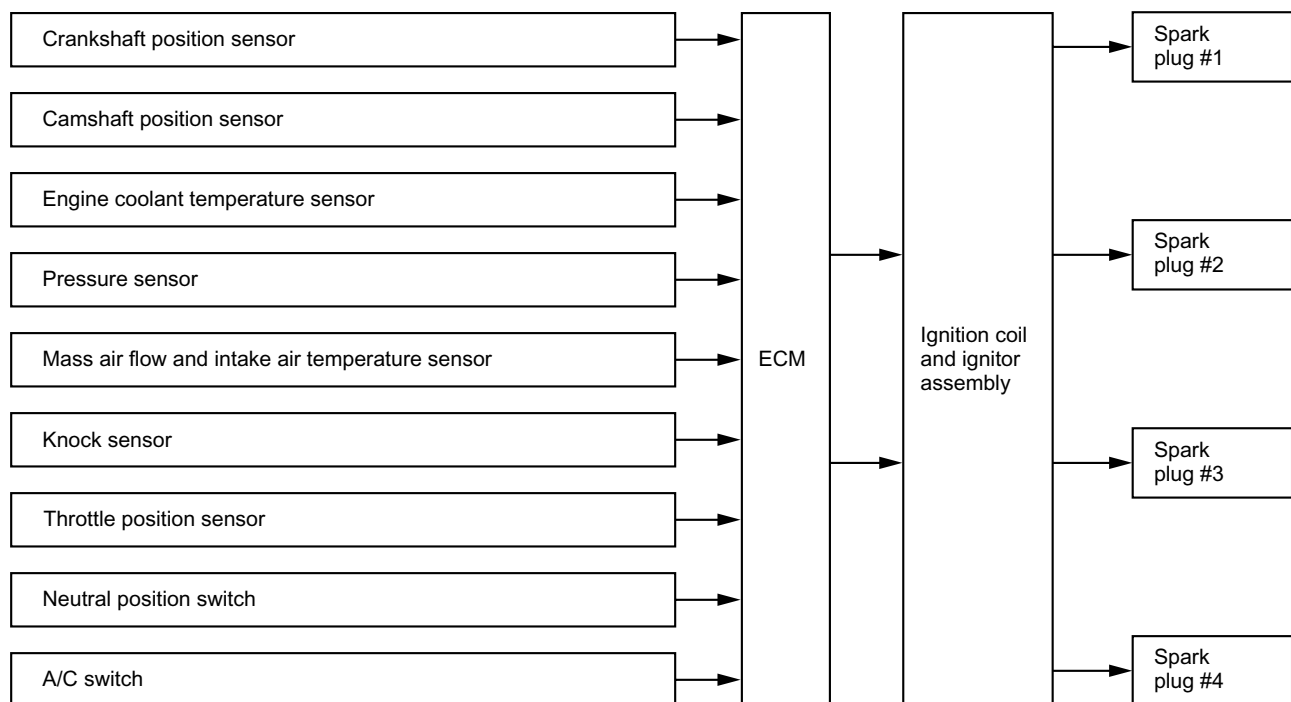 Crankshaft position sensor
Camshaft position sensor
Engine coolant temperature sensor
Pressure sensor
Mass air flow and intake air temperature sensor
Knock sensor
Throttle position sensor
Neutral position switch
A/C switch
ECM
Ignition coil
and ignitor
assembly
Spark
plug #1
Spark
plug #2
Spark
plug #3
Spark
plug #4